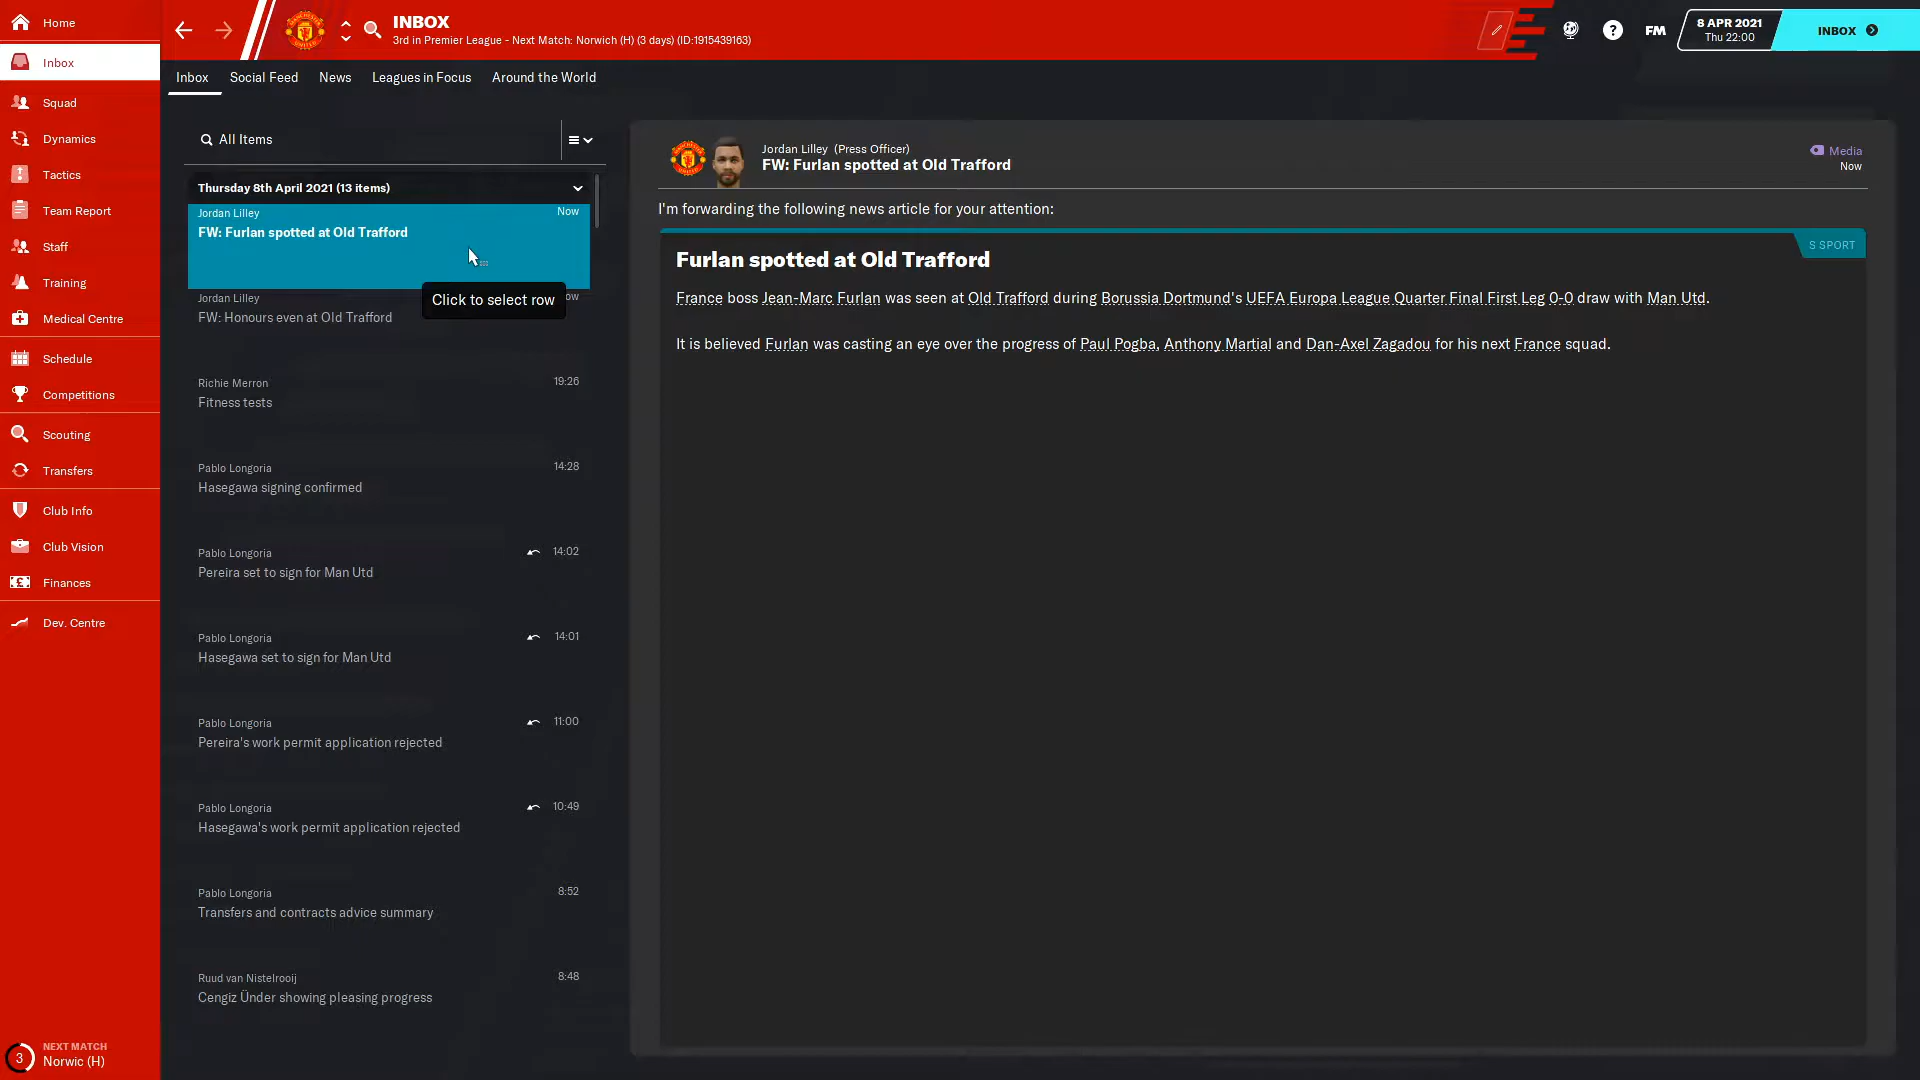 Home
Inbox
Squad
Dynamics
Tactics
Team Report
Staff
Training
Medical Centre
Schedule
Competitions
Scouting
Transfers
Club Info
Club Vision
Finances
Dev. Centre
3
NEXT MATCH
Norwic (H)
INBOX
3rd in Premier League - Next Match: Norwich (H) (3 days) (ID:1915439163)
?
FM
8 APR 2021
Thu 22:00
INBOX
Inbox
Social Feed
News
Leagues in Focus
Around the World
All Items
Thursday 8th April 2021 (13 items)
Jordan Lilley
Now
FW: Furlan spotted at Old Trafford
Click to select row
Jordan Lilley
FW: Honours even at Old Trafford
Richie Merron
19:26
Fitness tests
Pablo Longoria
14:28
Hasegawa signing confirmed
Pablo Longoria
14:02
Pereira set to sign for Man Utd
Pablo Longoria
14:01
Hasegawa set to sign for Man Utd
Pablo Longoria
11:00
Pereira's work permit application rejected
Pablo Longoria
10:49
Hasegawa's work permit application rejected
Pablo Longoria
8:52
Transfers and contracts advice summary
Ruud van Nistelrooij
8:48
Cengiz Ünder showing pleasing progress
Jordan Lilley (Press Officer)
FW: Furlan spotted at Old Trafford
Media
Now
I'm forwarding the following news article for your attention:
S SPORT
Furlan spotted at Old Trafford
France boss Jean-Marc Furlan was seen at Old Trafford during Borussia Dortmund's UEFA Europa League Quarter Final First Leg 0-0 draw with Man Utd.
It is believed Furlan was casting an eye over the progress of Paul Pogba, Anthony Martial and Dan-Axel Zagadou for his next France squad.